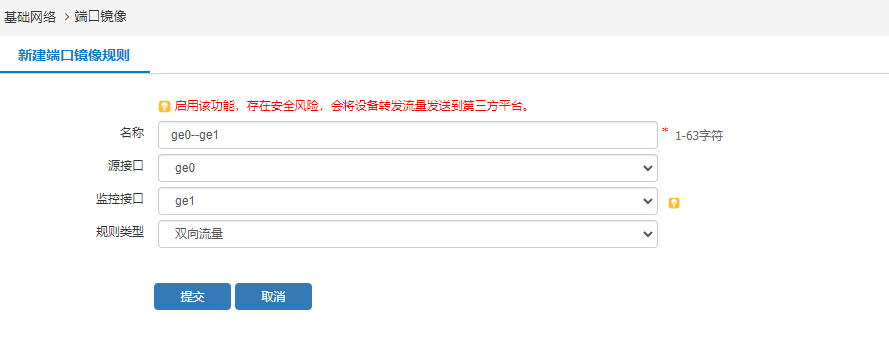 基础网络 > 端口镜像
新建端口镜像规则
启用该功能，存在安全风险，会将设备转发流量发送到第三方平台。
名称 ge0--ge1 * 1-63字符
源接口 ge0
监控接口 ge1
规则类型 双向流量
提交 取消